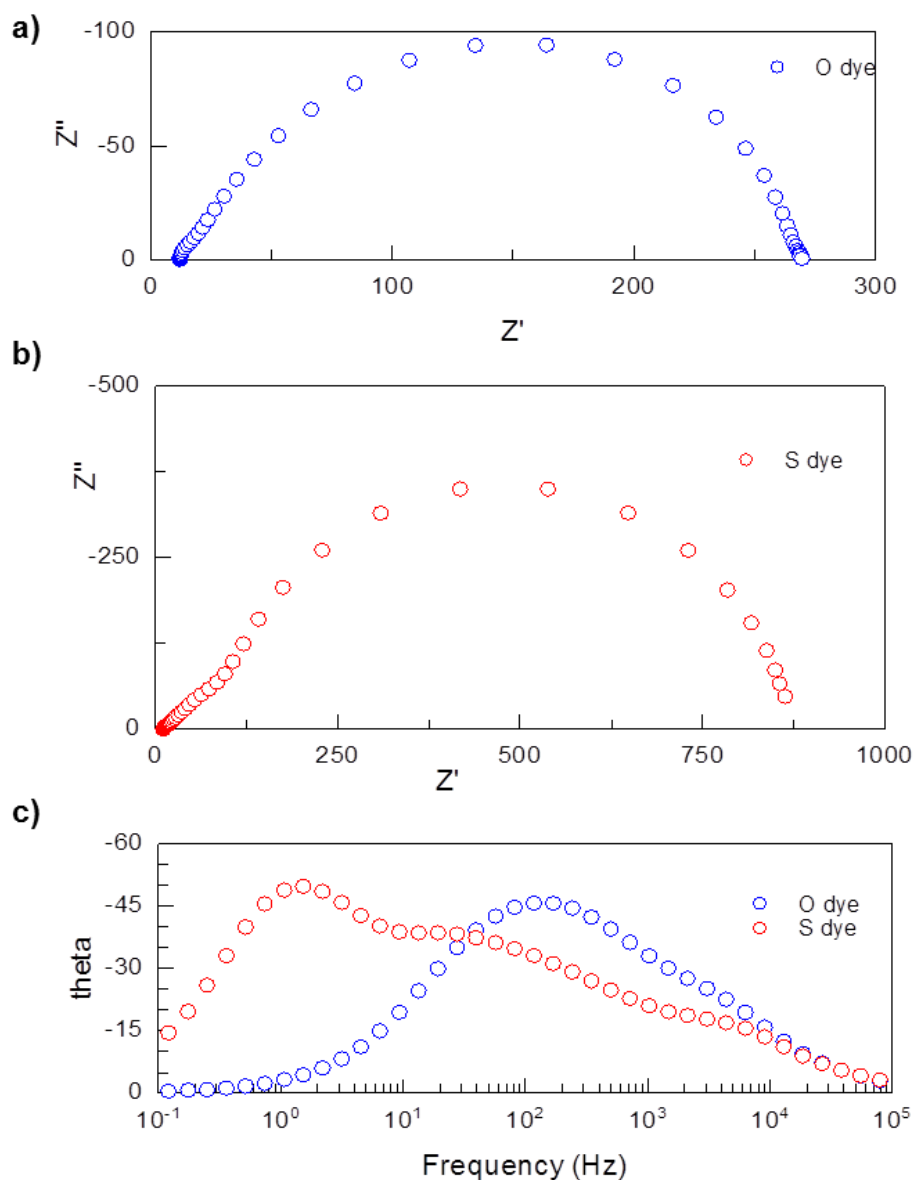 a)
-100
-50
0
Z''
O dye
0 100 200 300
Z'
b)
-500
-250
0
Z''
S dye
0 250 500 750 1000
Z'
c)
-60
-45
-30
-15
0
theta
O dye
S dye
10⁻¹ 10⁰ 10¹ 10² 10³ 10⁴ 10⁵
Frequency (Hz)